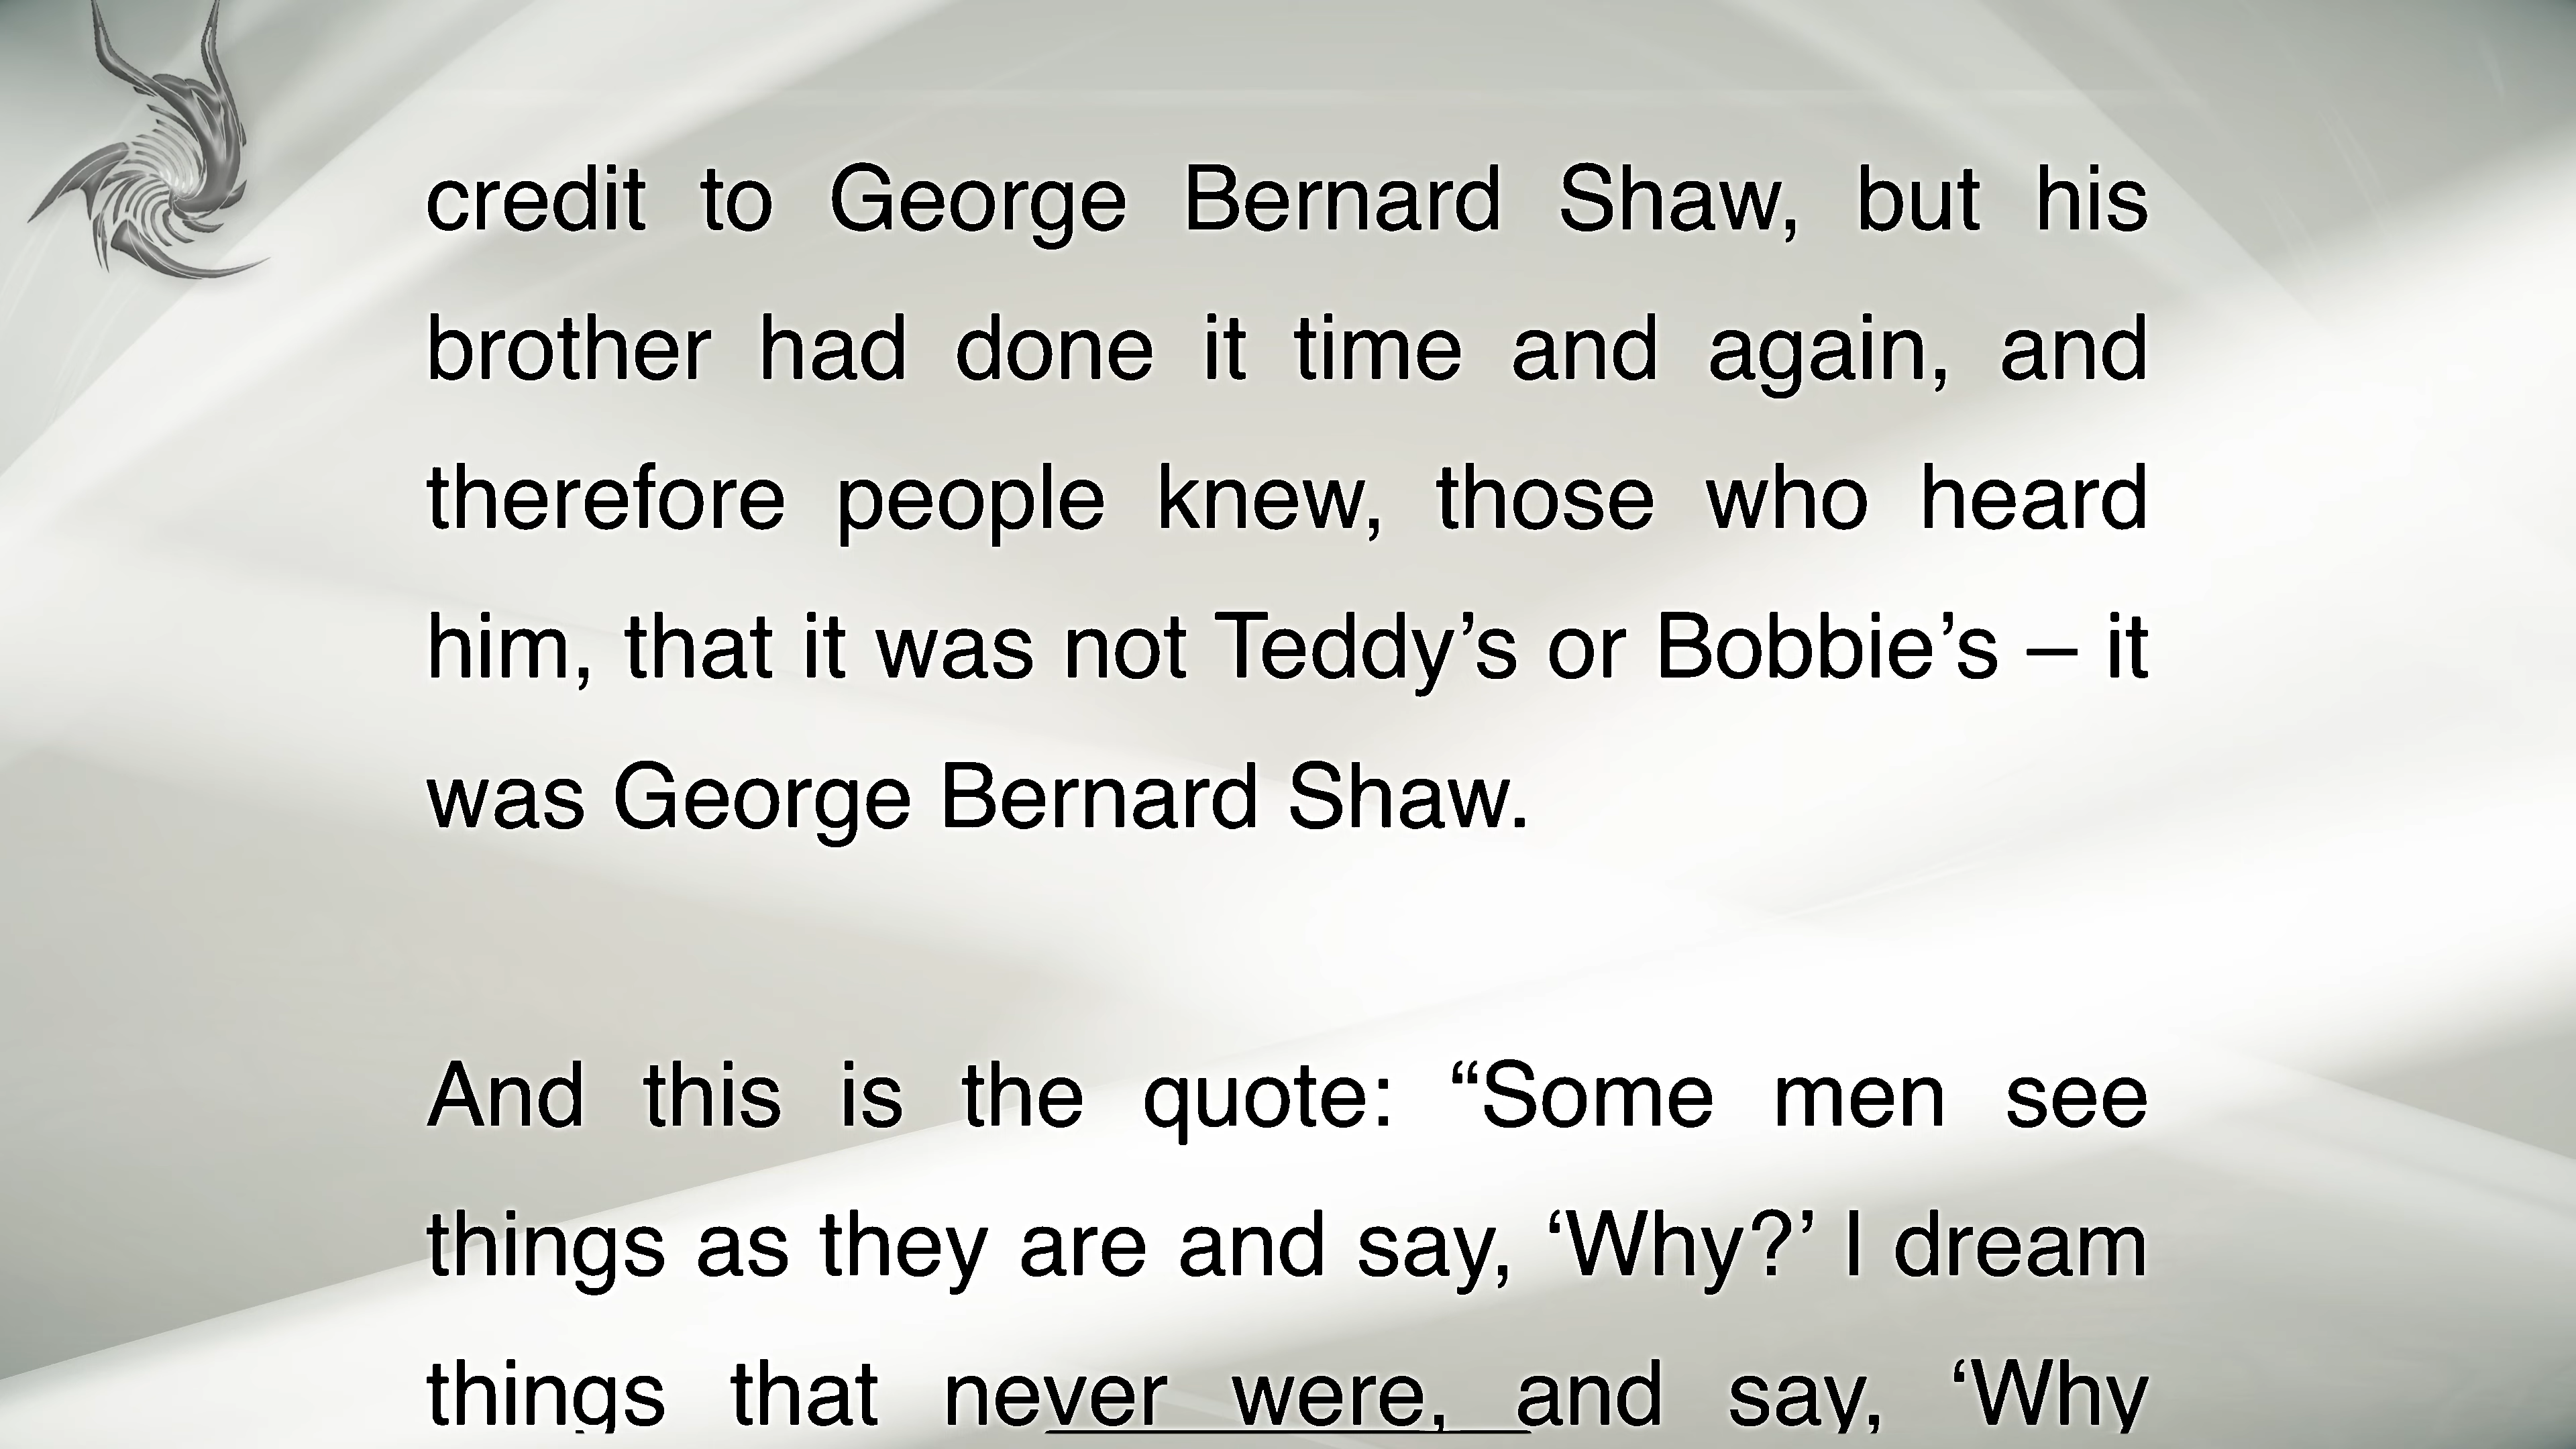 credit to George Bernard Shaw, but his
brother had done it time and again, and
therefore people knew, those who heard
him, that it was not Teddy’s or Bobbie’s – it
was George Bernard Shaw.
And this is the quote: “Some men see
things as they are and say, ‘Why?’ I dream
things that never were, and say, ‘Why